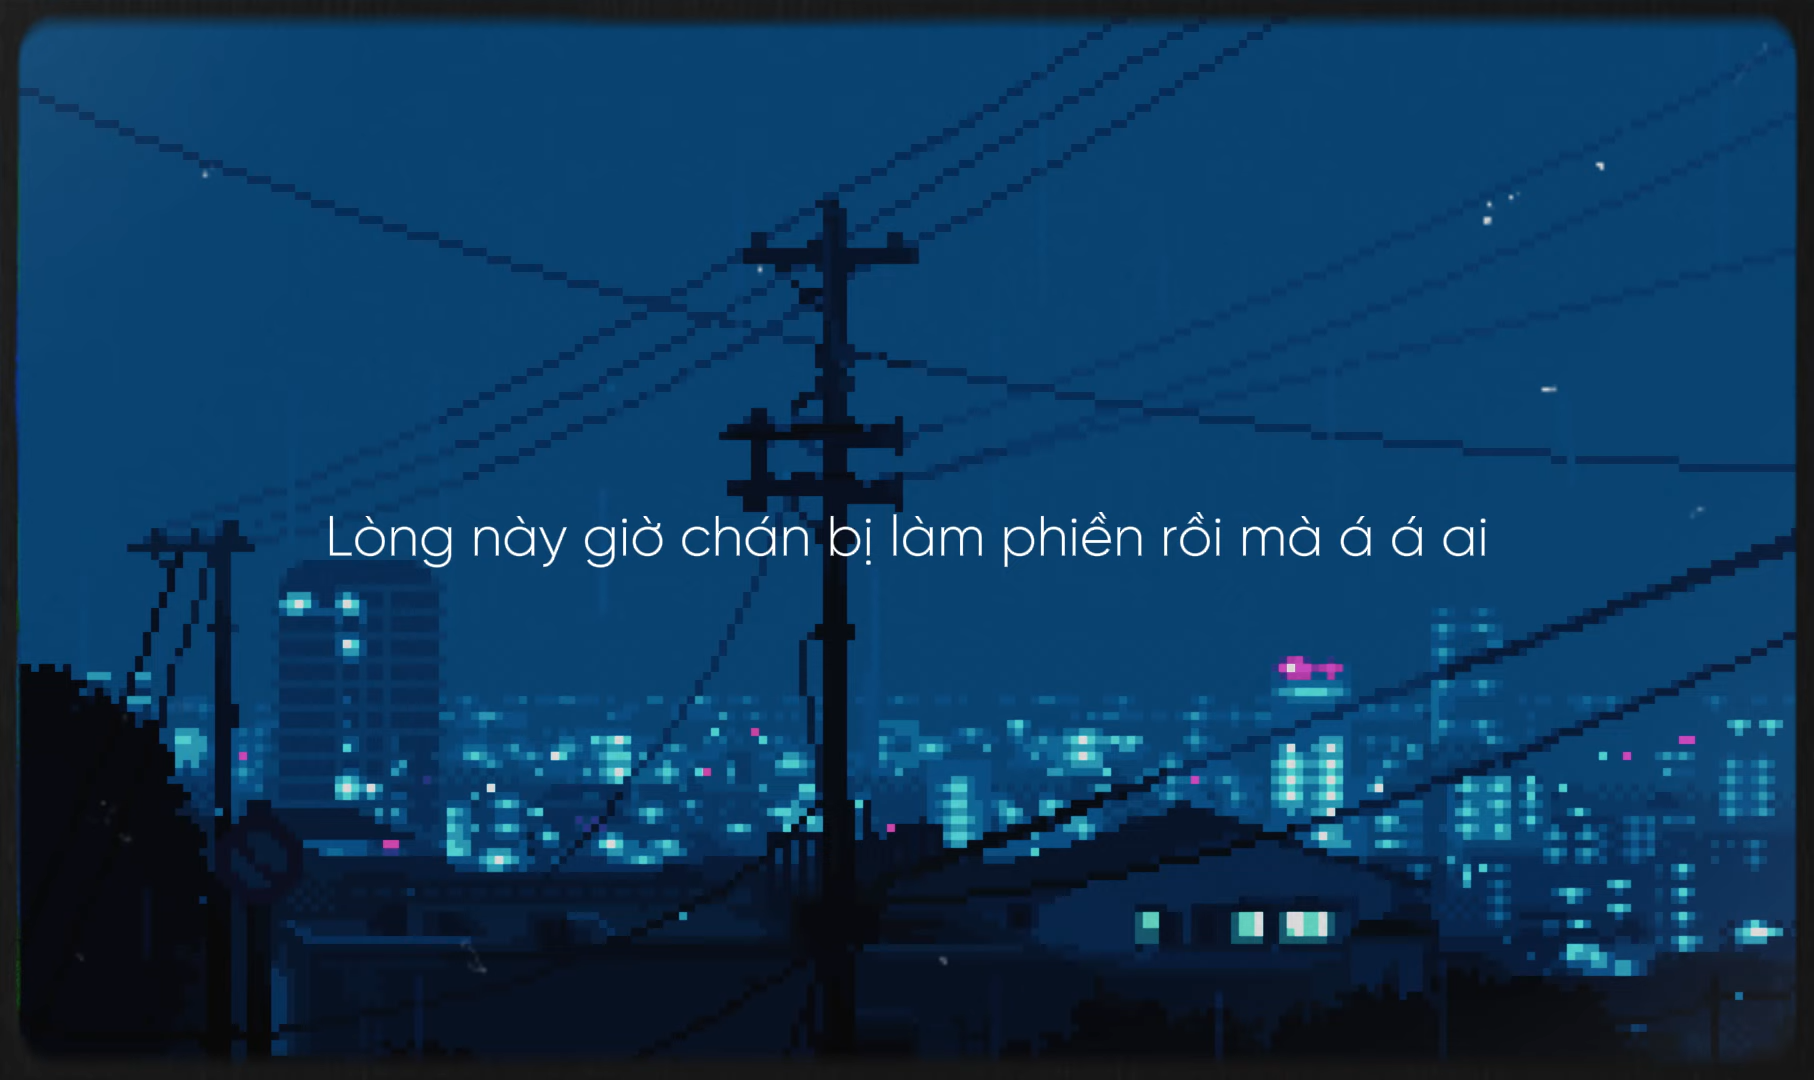 Lòng này giờ chán bị làm phiền rồi mà á á ai